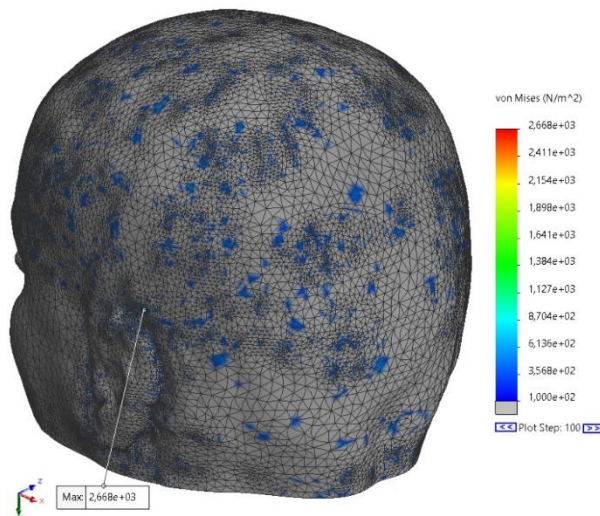 von Mises (N/m^2)
2,668e+03
2,411e+03
2,154e+03
1,898e+03
1,641e+03
1,384e+03
1,127e+03
8,704e+02
6,136e+02
3,568e+02
1,000e+02
<< Plot Step: 100 >>
Max: 2,668e+03
z
x